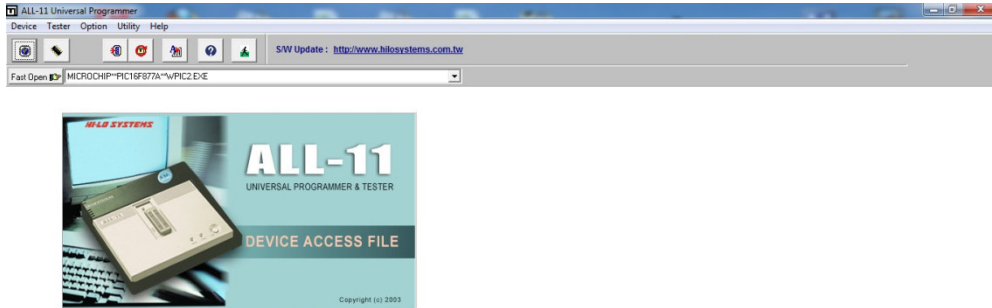 ALL-11 Universal Programmer
Device Tester Option Utility Help
S/W Update : http://www.hilosystems.com.tw
Fast Open MICROCHIP**PIC16F877A**WPIC2.EXE
HI-LO SYSTEMS
ALL-11
UNIVERSAL PROGRAMMER & TESTER
DEVICE ACCESS FILE
Copyright (c) 2003